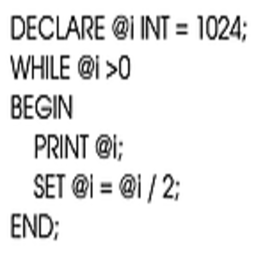 DECLARE @i INT = 1024;
WHILE @i >0
BEGIN
PRINT @i;
SET @i = @i / 2;
END;